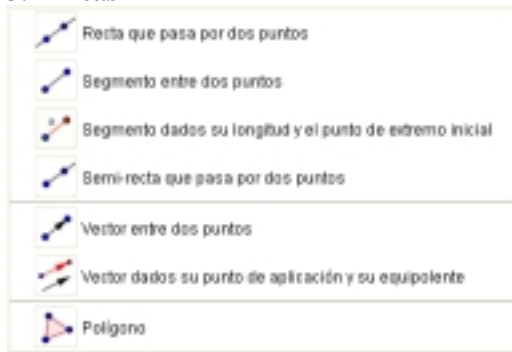 Recta que pasa por dos puntos
Segmento entre dos puntos
Segmento dados su longitud y el punto de extremo inicial
Semi-recta que pasa por dos puntos
Vector entre dos puntos
Vector dados su punto de aplicación y su equipolente
Polígono